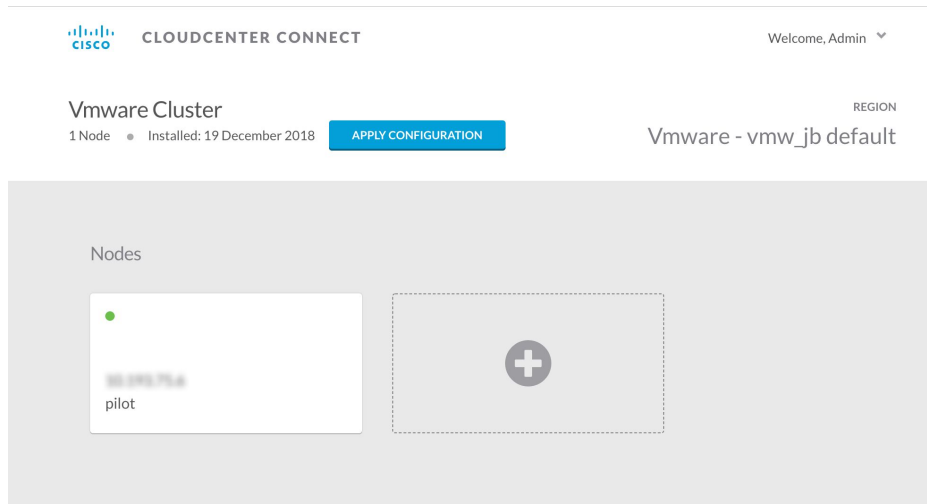 CISCO CLOUDCENTER CONNECT Welcome, Admin
Vmware Cluster
REGION
1 Node Installed: 19 December 2018 APPLY CONFIGURATION Vmware - vmw_jb default
Nodes
pilot